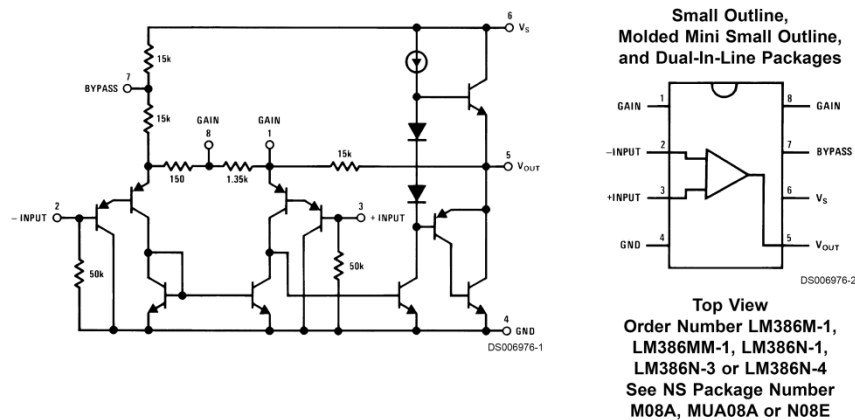 6 Vs
15k
7
BYPASS
15k
GAIN
8
GAIN
1
15k
5 VOUT
150
1.35k
2
– INPUT
3
+ INPUT
50k
50k
4
GND
DS006976-1
Small Outline,
Molded Mini Small Outline,
and Dual-In-Line Packages
GAIN 1
8 GAIN
–INPUT 2
7 BYPASS
+INPUT 3
6 VS
GND 4
5 VOUT
DS006976-2
Top View
Order Number LM386M-1,
LM386MM-1, LM386N-1,
LM386N-3 or LM386N-4
See NS Package Number
M08A, MUA08A or N08E